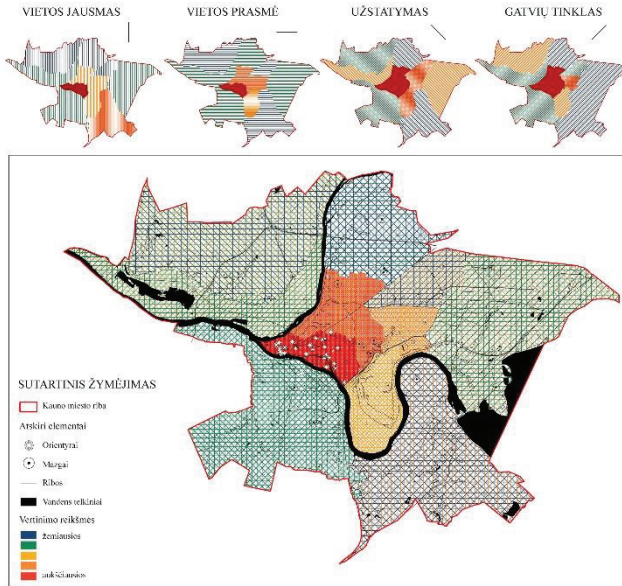 VIETOS JAUSMAS
VIETOS PRASMĖ
UŽSTATYMAS
GATVIŲ TINKLAS
SUTARTINIS ŽYMĖJIMAS
Kauno miesto riba
Atskiri elementai
Orientyrai
Mazgai
Ribos
Vandens telkiniai
Vertinimo reikšmės
žemiausios
aukščiausios